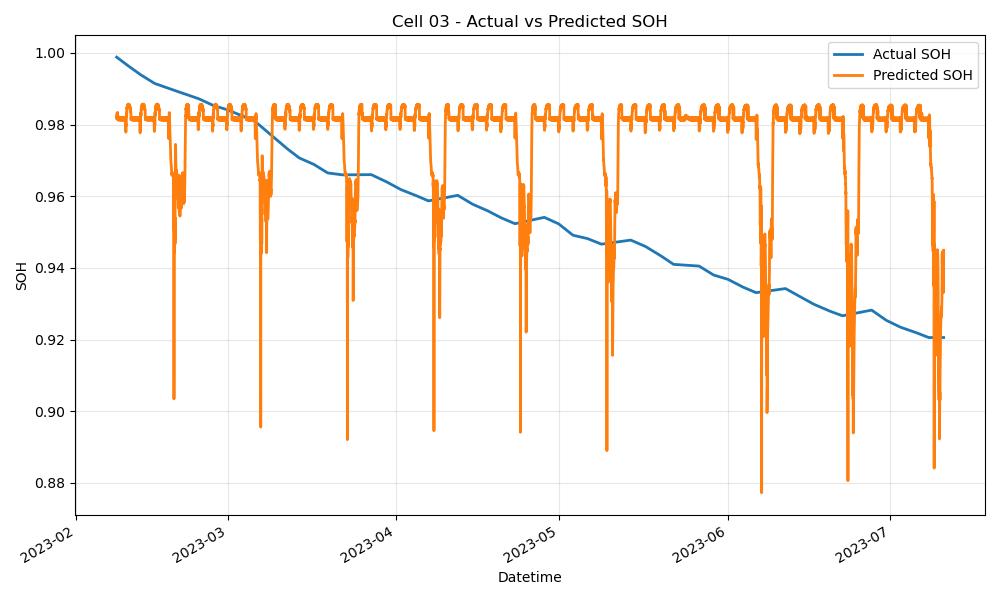 Cell 03 - Actual vs Predicted SOH
Actual SOH
Predicted SOH
SOH
1.00
0.98
0.96
0.94
0.92
0.90
0.88
2023-02
2023-03
2023-04
2023-05
2023-06
2023-07
Datetime